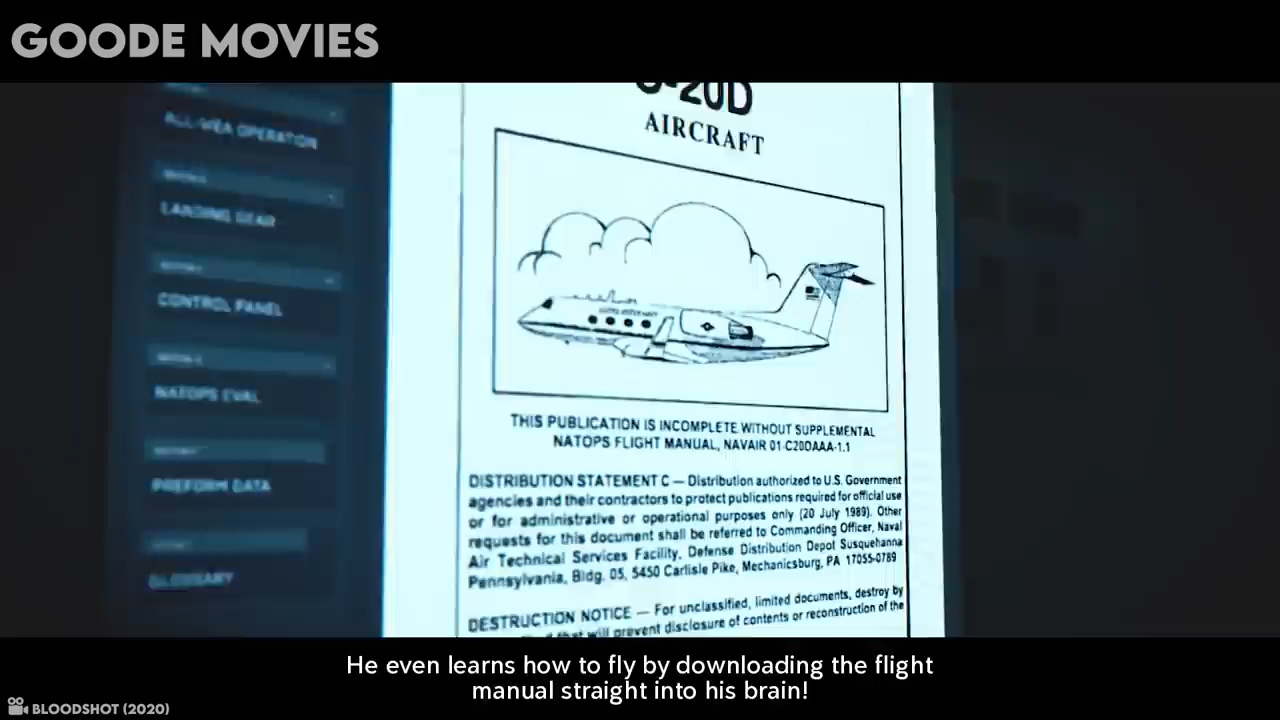 GOODE MOVIES
ALL-WEA OPERATION
LANDING GEAR
CONTROL PANEL
NATOPS EVAL
PREFORM DATA
GLOSSARY
-20D
AIRCRAFT
THIS PUBLICATION IS INCOMPLETE WITHOUT SUPPLEMENTAL
NATOPS FLIGHT MANUAL, NAVAIR 01-C20DAAA-1.1
DISTRIBUTION STATEMENT C — Distribution authorized to U.S. Government
agencies and their contractors to protect publications required for official use
or for administrative or operational purposes only (20 July 1989). Other
requests for this document shall be referred to Commanding Officer, Naval
Air Technical Services Facility, Defense Distribution Depot Susquehanna
Pennsylvania, Bldg. 05, 5450 Carlisle Pike, Mechanicsburg, PA 17055-0789
DESTRUCTION NOTICE — For unclassified, limited documents, destroy by
that will prevent disclosure of contents or reconstruction of the
He even learns how to fly by downloading the flight
manual straight into his brain!
BLOODSHOT (2020)